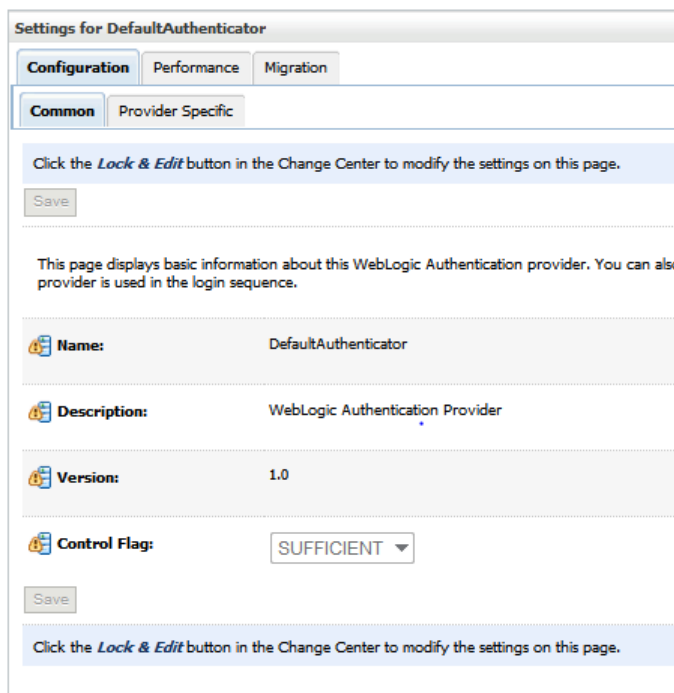 Settings for DefaultAuthenticator
Configuration Performance Migration
Common Provider Specific
Click the Lock & Edit button in the Change Center to modify the settings on this page.
Save
This page displays basic information about this WebLogic Authentication provider. You can also
provider is used in the login sequence.
Name: DefaultAuthenticator
Description: WebLogic Authentication Provider
Version: 1.0
Control Flag: SUFFICIENT
Save
Click the Lock & Edit button in the Change Center to modify the settings on this page.